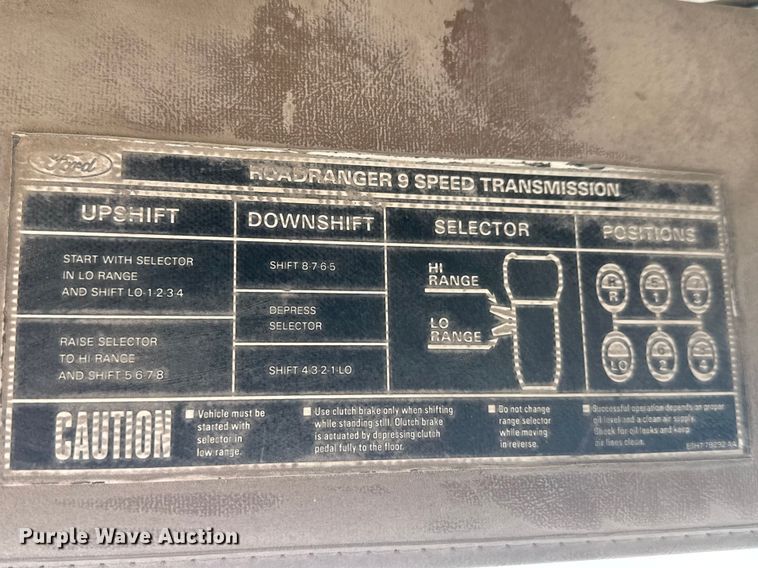 Ford
ROADRANGER 9 SPEED TRANSMISSION
UPSHIFT
START WITH SELECTOR
IN LO RANGE
AND SHIFT LO-1-2-3-4
RAISE SELECTOR
TO HI RANGE
AND SHIFT 5-6-7-8
DOWNSHIFT
SHIFT 8-7-6-5
DEPRESS
SELECTOR
SHIFT 4-3-2-1-LO
SELECTOR
HI
RANGE
LO
RANGE
POSITIONS
R 5 7
R 1 3
6
LO 2 4
CAUTION
■ Vehicle must be
started with
selector in
low range.
■ Use clutch brake only when shifting
while standing still. Clutch brake
is actuated by depressing clutch
pedal fully to the floor.
■ Do not change
range selector
while moving
in reverse.
■ Successful operation depends on proper
oil level and a clean air supply.
Check for oil leaks and keep
air lines clean.
Purple Wave Auction®